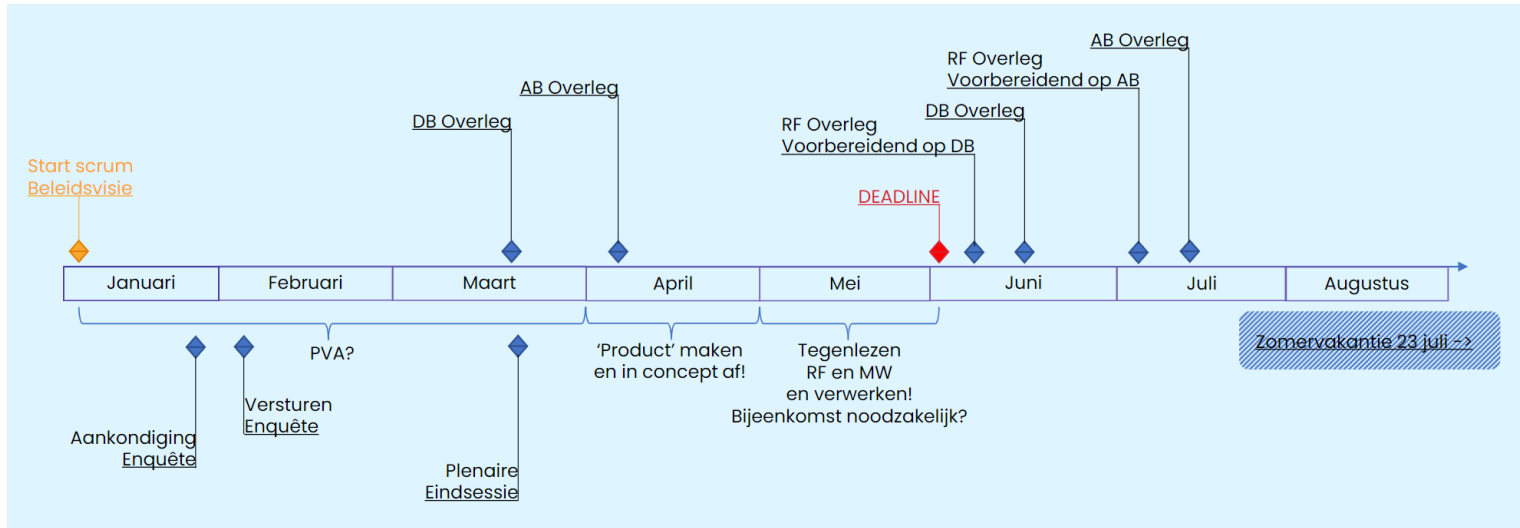 AB Overleg
RF Overleg
Voorbereidend op AB
AB Overleg
DB Overleg
RF Overleg
Voorbereidend op DB
DB Overleg
Start scrum
Beleidsvisie
DEADLINE
Januari
Februari
Maart
April
Mei
Juni
Juli
Augustus
PVA?
‘Product’ maken
en in concept af!
Tegenlezen
RF en MW
en verwerken!
Bijeenkomst noodzakelijk?
Zomervakantie 23 juli ->
Versturen
Enquête
Aankondiging
Enquête
Plenaire
Eindsessie